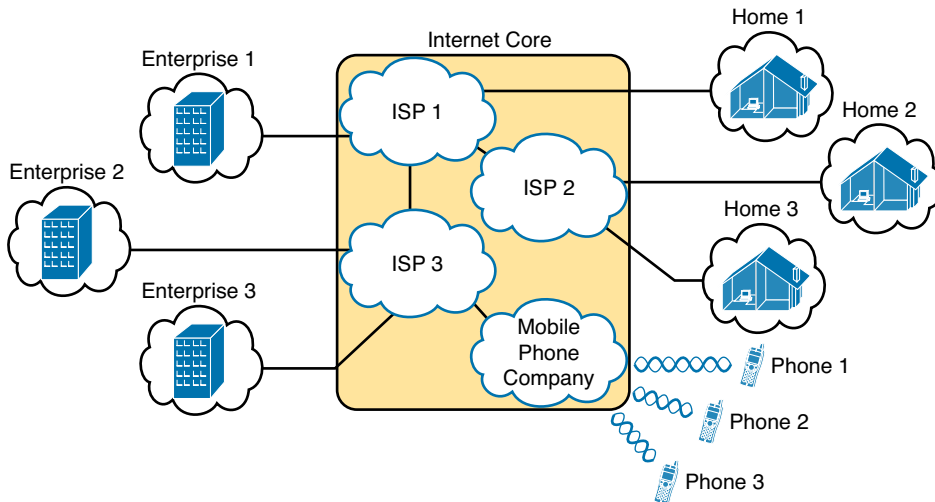 Home 1
Internet Core
Enterprise 1
ISP 1
Home 2
Enterprise 2
ISP 2
Home 3
ISP 3
Enterprise 3
Mobile
Phone
Company
Phone 1
Phone 2
Phone 3